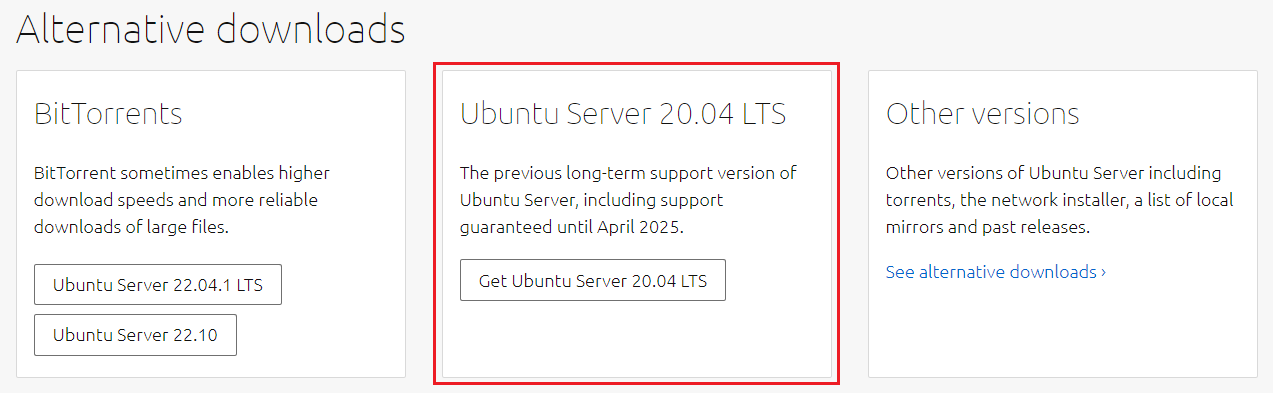 Alternative downloads
BitTorrents
BitTorrent sometimes enables higher
download speeds and more reliable
downloads of large files.
Ubuntu Server 22.04.1 LTS
Ubuntu Server 22.10
Ubuntu Server 20.04 LTS
The previous long-term support version of
Ubuntu Server, including support
guaranteed until April 2025.
Get Ubuntu Server 20.04 LTS
Other versions
Other versions of Ubuntu Server including
torrents, the network installer, a list of local
mirrors and past releases.
See alternative downloads ›